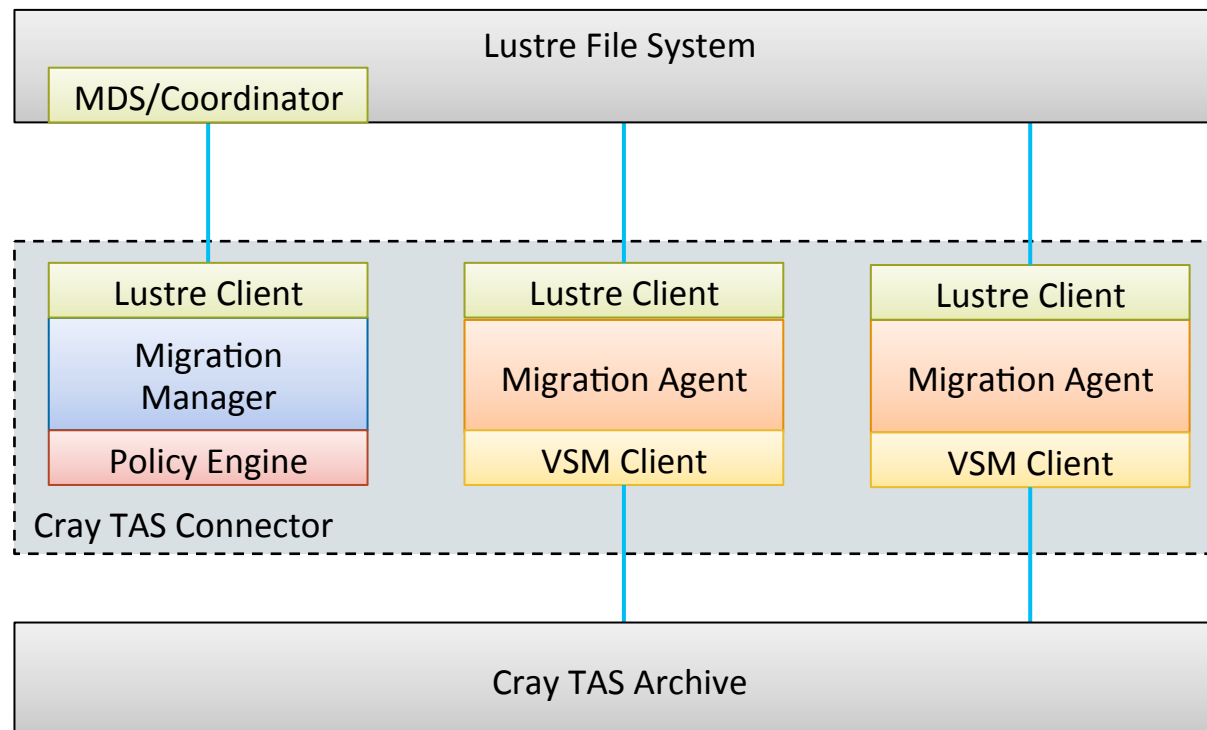 Lustre File System
MDS/Coordinator
Lustre Client
Migration
Manager
Policy Engine
Lustre Client
Migration Agent
VSM Client
Lustre Client
Migration Agent
VSM Client
Cray TAS Connector
Cray TAS Archive